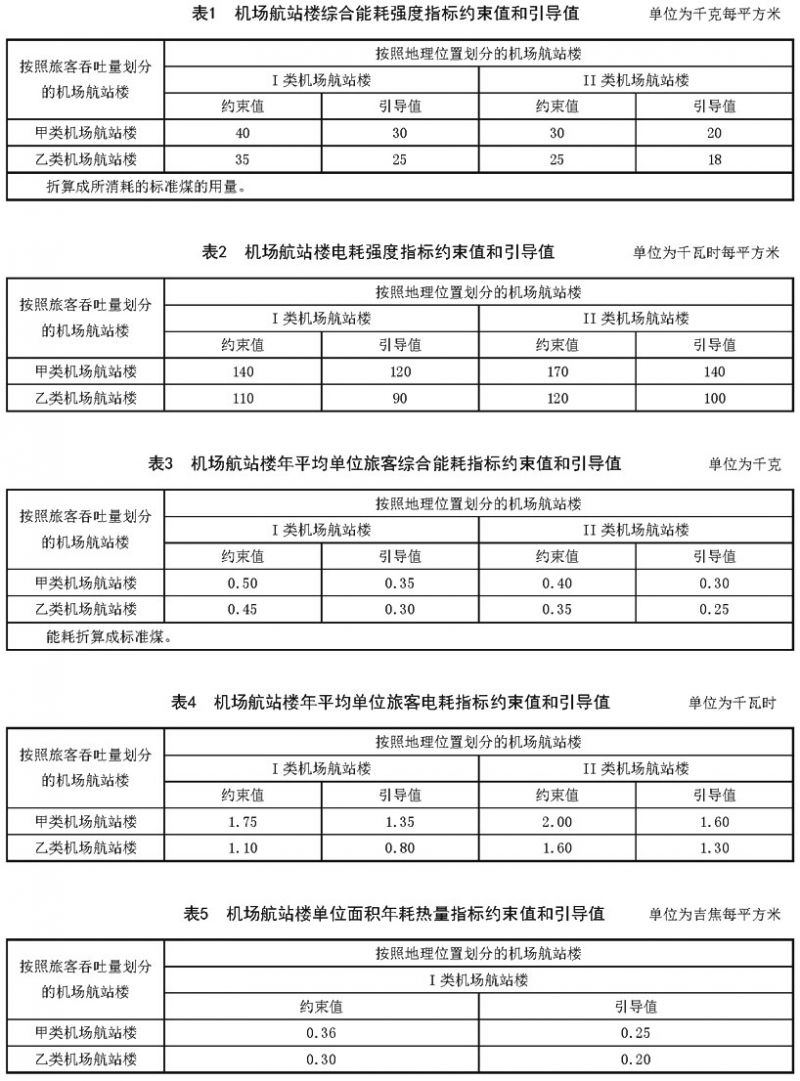 表1 机场航站楼综合能耗强度指标约束值和引导值 单位为千克每平方米
按照旅客吞吐量划分的机场航站楼 按照地理位置划分的机场航站楼
I 类机场航站楼 II 类机场航站楼
约束值 引导值 约束值 引导值
甲类机场航站楼 40 30 30 20
乙类机场航站楼 35 25 25 18
折算成所消耗的标准煤的用量。
表2 机场航站楼电耗强度指标约束值和引导值 单位为千瓦时每平方米
按照旅客吞吐量划分的机场航站楼 按照地理位置划分的机场航站楼
I 类机场航站楼 II 类机场航站楼
约束值 引导值 约束值 引导值
甲类机场航站楼 140 120 170 140
乙类机场航站楼 110 90 120 100
表3 机场航站楼年平均单位旅客综合能耗指标约束值和引导值 单位为千克
按照旅客吞吐量划分的机场航站楼 按照地理位置划分的机场航站楼
I 类机场航站楼 II 类机场航站楼
约束值 引导值 约束值 引导值
甲类机场航站楼 0.50 0.35 0.40 0.30
乙类机场航站楼 0.45 0.30 0.35 0.25
能耗折算成标准煤。
表4 机场航站楼年平均单位旅客电耗指标约束值和引导值 单位为千瓦时
按照旅客吞吐量划分的机场航站楼 按照地理位置划分的机场航站楼
I 类机场航站楼 II 类机场航站楼
约束值 引导值 约束值 引导值
甲类机场航站楼 1.75 1.35 2.00 1.60
乙类机场航站楼 1.10 0.80 1.60 1.30
表5 机场航站楼单位面积年耗热量指标约束值和引导值 单位为吉焦每平方米
按照旅客吞吐量划分的机场航站楼 按照地理位置划分的机场航站楼
I 类机场航站楼
约束值 引导值
甲类机场航站楼 0.36 0.25
乙类机场航站楼 0.30 0.20